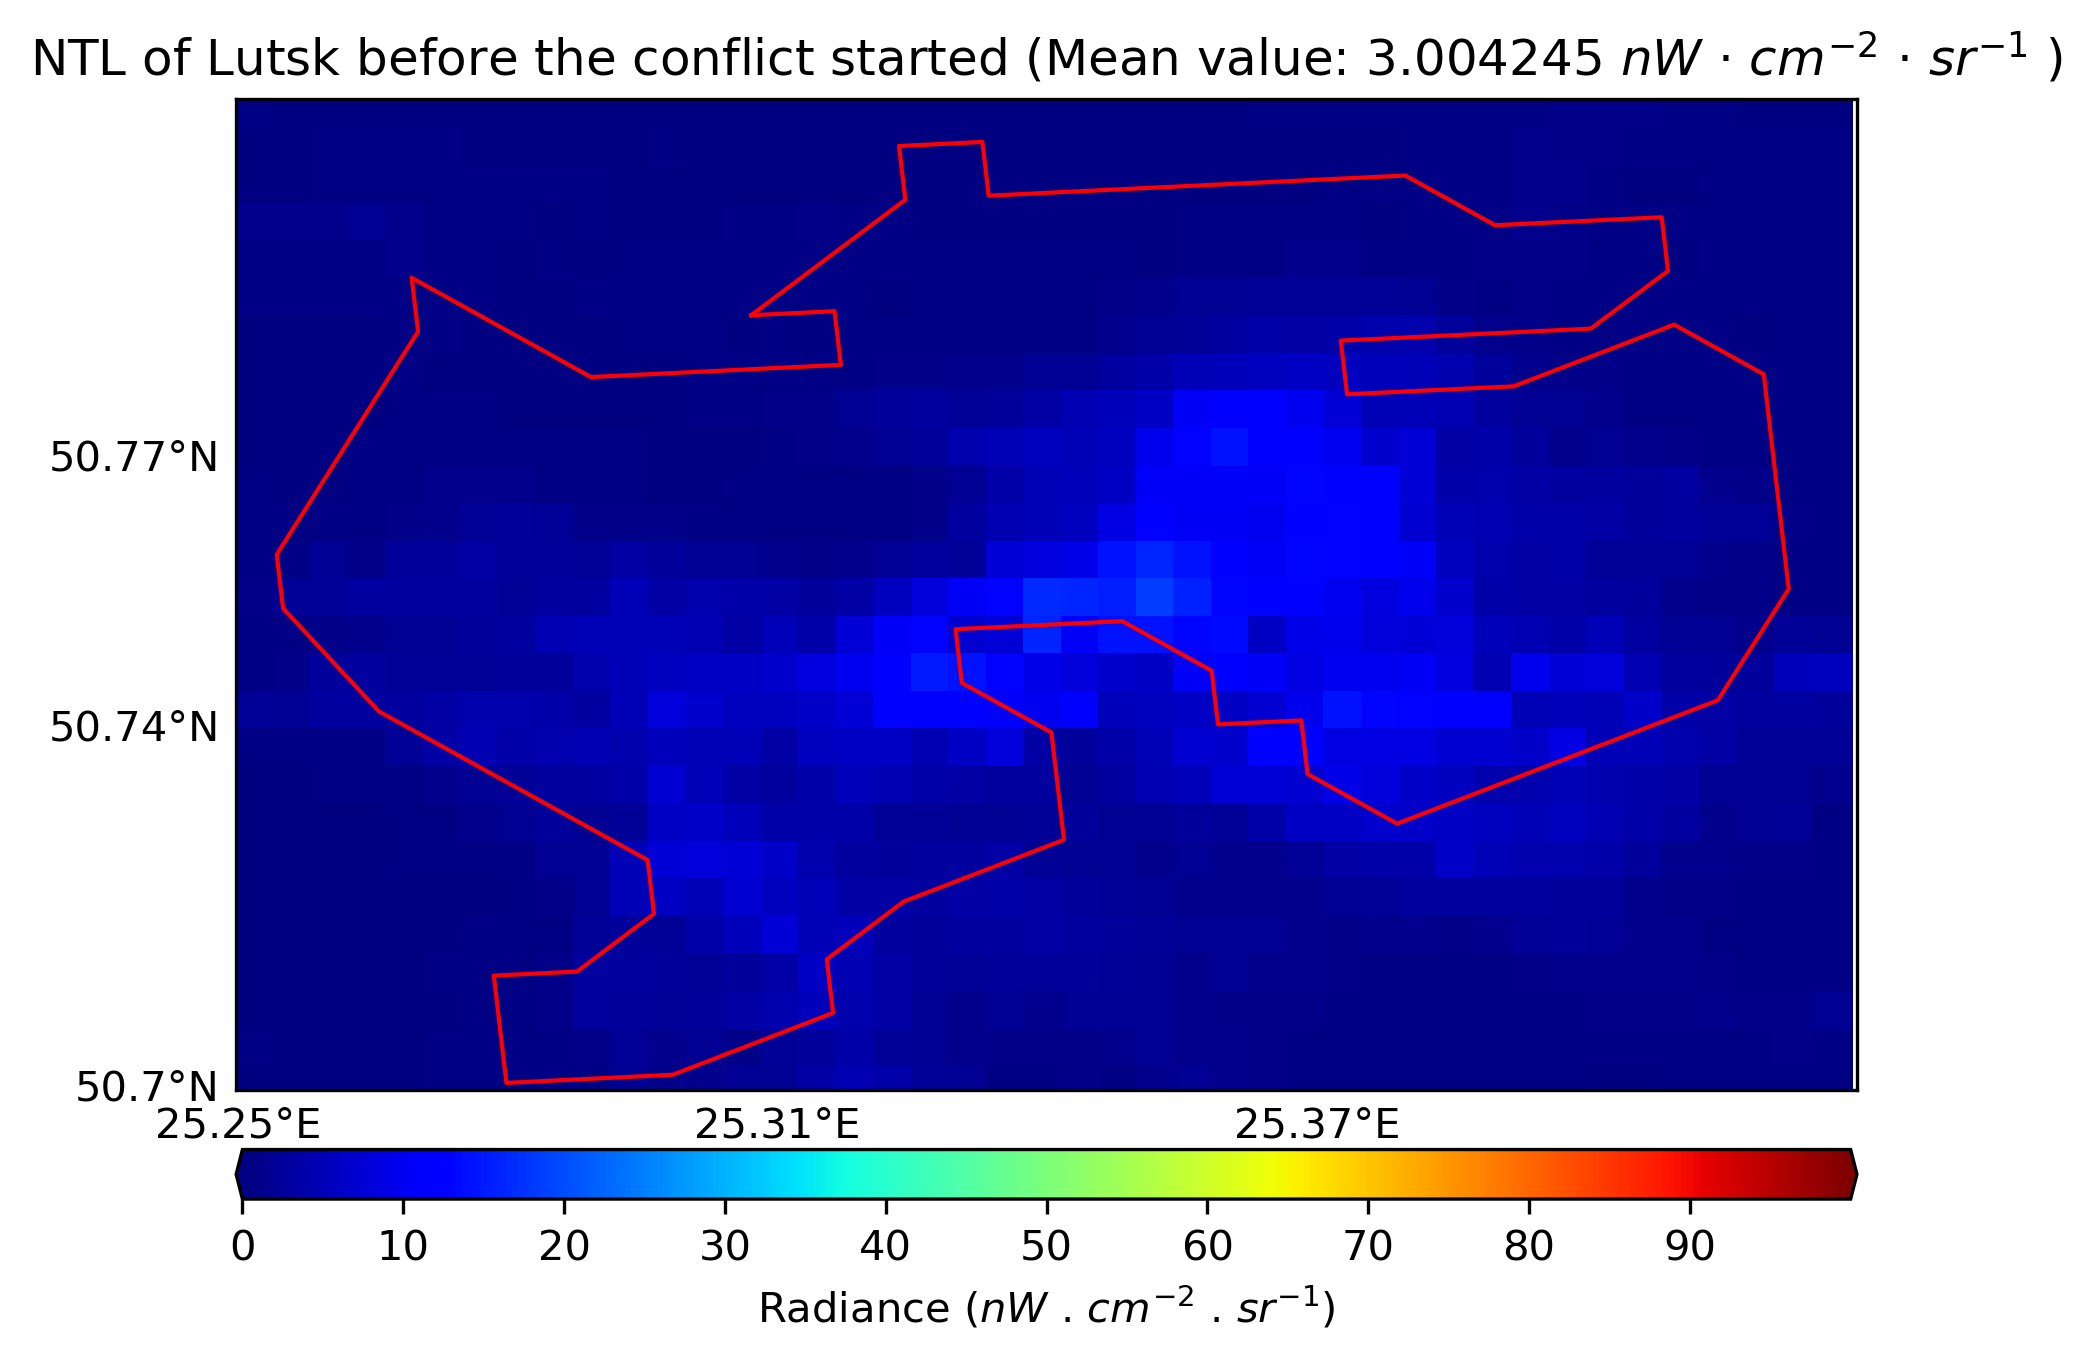 NTL of Lutsk before the conflict started (Mean value: 3.004245 nW · cm⁻² · sr⁻¹ )
50.77°N
50.74°N
50.7°N
25.25°E 25.31°E 25.37°E
0 10 20 30 40 50 60 70 80 90
Radiance (nW . cm⁻² . sr⁻¹)